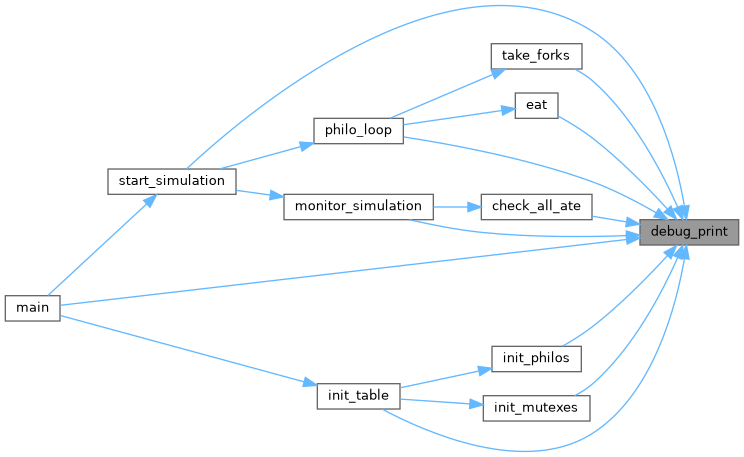 take_forks
eat
philo_loop
start_simulation
monitor_simulation
check_all_ate
debug_print
main
init_philos
init_table
init_mutexes